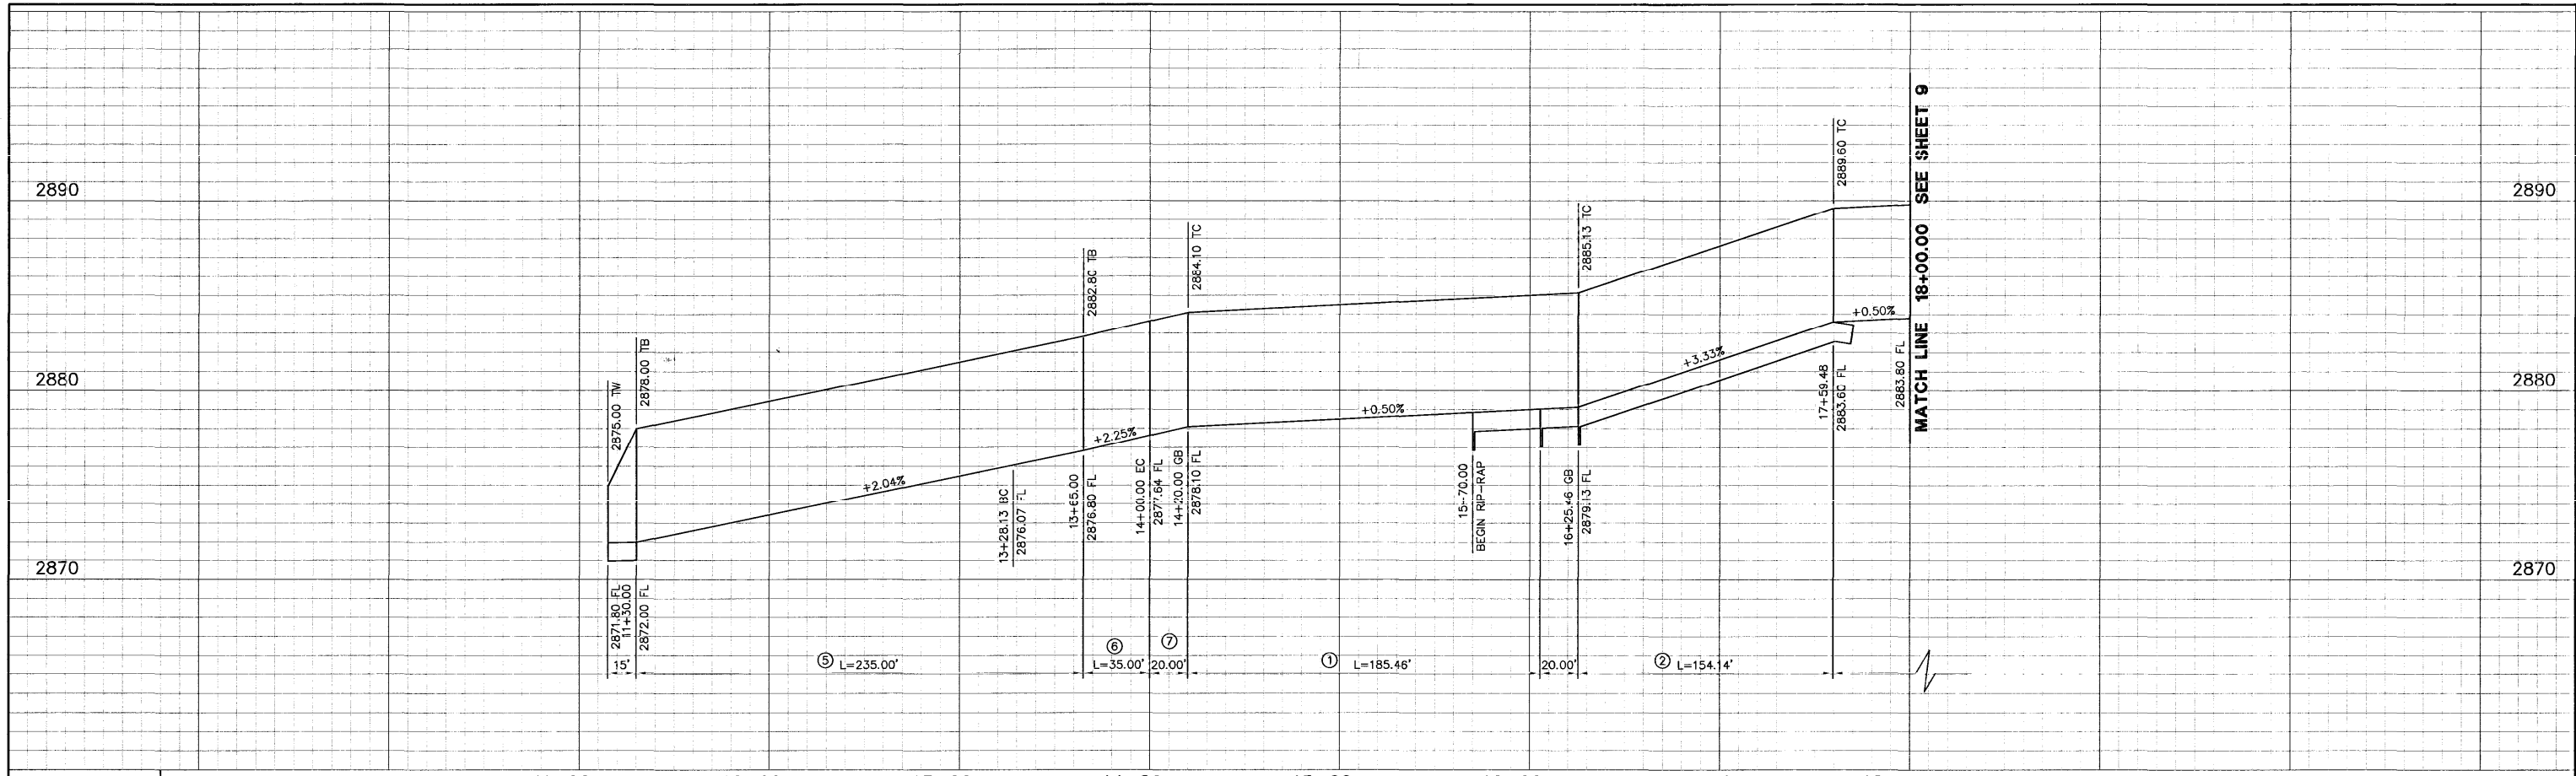 MATCH LINE 18+00.00 SEE SHEET 9
2889.60 TC
2890
2890
2885.13 TC
2884.10 TC
2882.80 TB
+0.50%
2878.00 TB
2875.00 TW
2880
2880
+3.33%
17+59.48
2883.60 FL
2883.80 FL
+0.50%
+2.25%
+2.04%
13+28.13 BC
2876.07 FL
13+65.00
2876.80 FL
14+00.00 EC
2877.64 FL
14+20.00 GB
2878.10 FL
15+70.00
BEGIN RIP-RAP
16+25.46 GB
2879.13 FL
2870
2870
2871.80 FL
11+30.00
2872.00 FL
15'
⑤ L=235.00'
⑥
L=35.00'
⑦
20.00'
① L=185.46'
20.00'
② L=154.14'